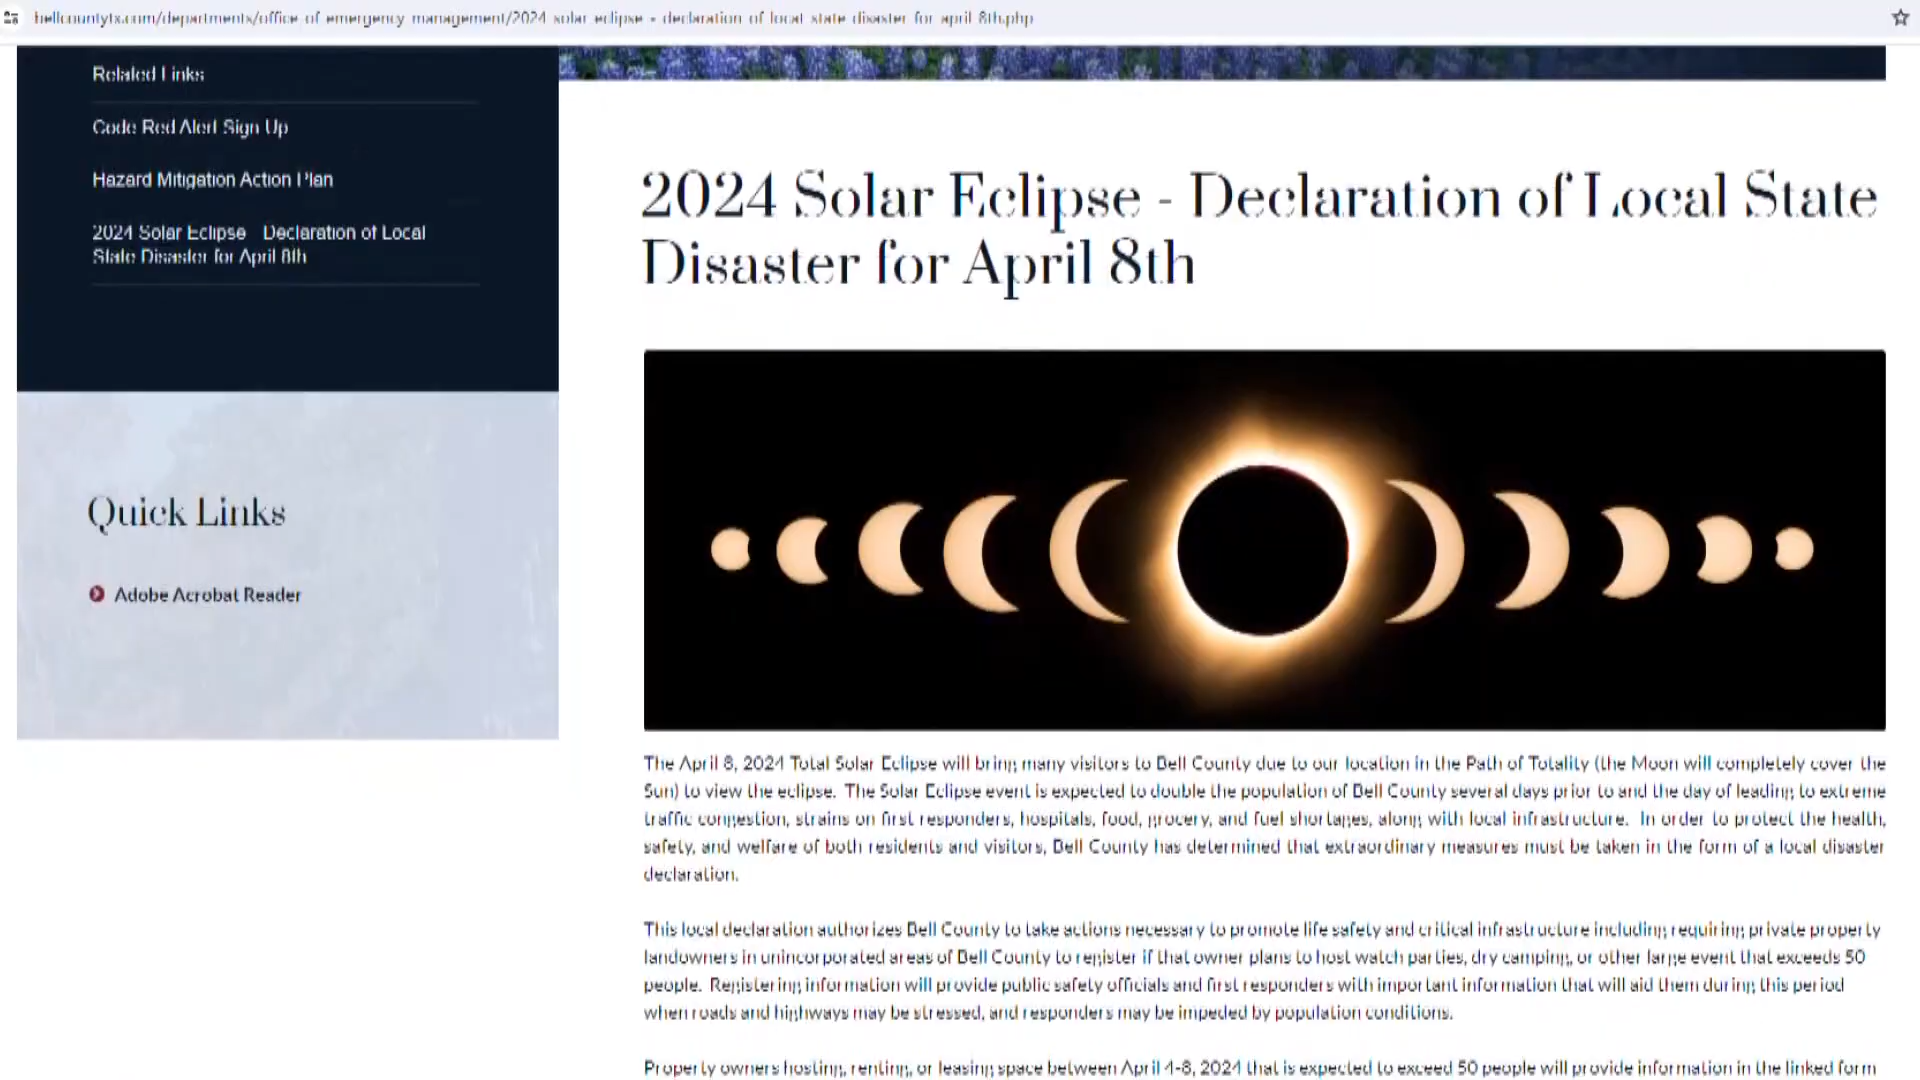 bellcountytx.com/departments/office_of_emergency_management/2024_solar_eclipse_-_declaration_of_local_state_disaster_for_april_8th.php
Related Links
Code Red Alert Sign Up
Hazard Mitigation Action Plan
2024 Solar Eclipse - Declaration of Local
State Disaster for April 8th
Quick Links
Adobe Acrobat Reader
2024 Solar Eclipse - Declaration of Local State
Disaster for April 8th
The April 8, 2024 Total Solar Eclipse will bring many visitors to Bell County due to our location in the Path of Totality (the Moon will completely cover the
Sun) to view the eclipse. The Solar Eclipse event is expected to double the population of Bell County several days prior to and the day of leading to extreme
traffic congestion, strains on first responders, hospitals, food, grocery, and fuel shortages, along with local infrastructure. In order to protect the health,
safety, and welfare of both residents and visitors, Bell County has determined that extraordinary measures must be taken in the form of a local disaster
declaration.
This local declaration authorizes Bell County to take actions necessary to promote life safety and critical infrastructure including requiring private property
landowners in unincorporated areas of Bell County to register if that owner plans to host watch parties, dry camping, or other large event that exceeds 50
people. Registering information will provide public safety officials and first responders with important information that will aid them during this period
when roads and highways may be stressed, and responders may be impeded by population conditions.
Property owners hosting, renting, or leasing space between April 4-8, 2024 that is expected to exceed 50 people will provide information in the linked form